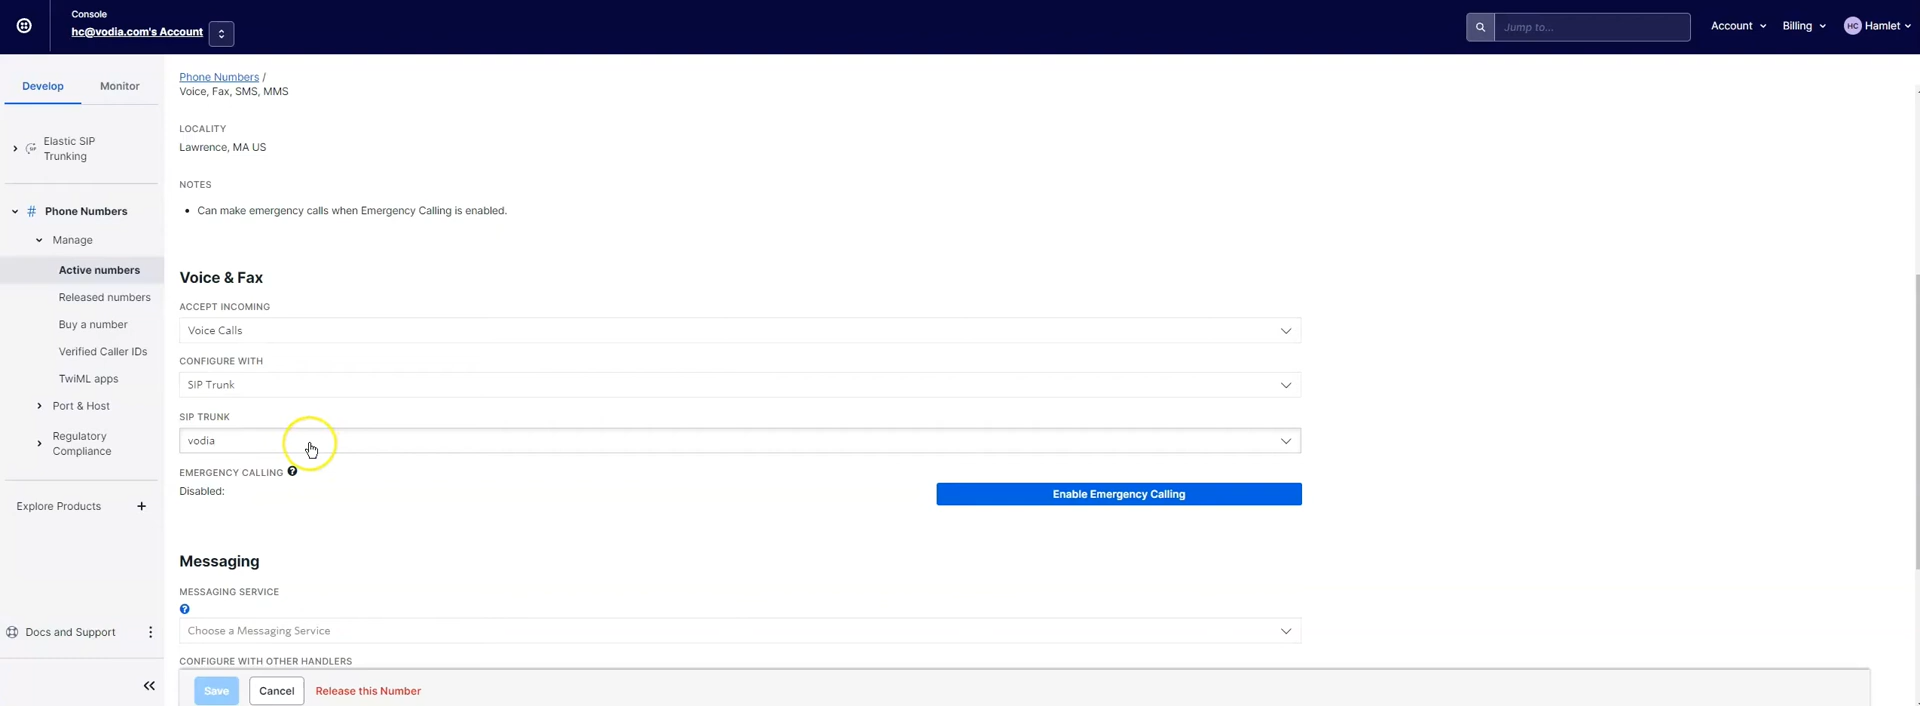 Console
hc@vodia.com's Account
Jump to...
Account
Billing
HC Hamlet
Develop
Monitor
Elastic SIP
Trunking
# Phone Numbers
Manage
Active numbers
Released numbers
Buy a number
Verified Caller IDs
TwiML apps
Port & Host
Regulatory
Compliance
Explore Products +
Docs and Support
Phone Numbers /
Voice, Fax, SMS, MMS
LOCALITY
Lawrence, MA US
NOTES
• Can make emergency calls when Emergency Calling is enabled.
Voice & Fax
ACCEPT INCOMING
Voice Calls
CONFIGURE WITH
SIP Trunk
SIP TRUNK
vodia
EMERGENCY CALLING ?
Disabled:
Enable Emergency Calling
Messaging
MESSAGING SERVICE
?
Choose a Messaging Service
CONFIGURE WITH OTHER HANDLERS
Save
Cancel
Release this Number